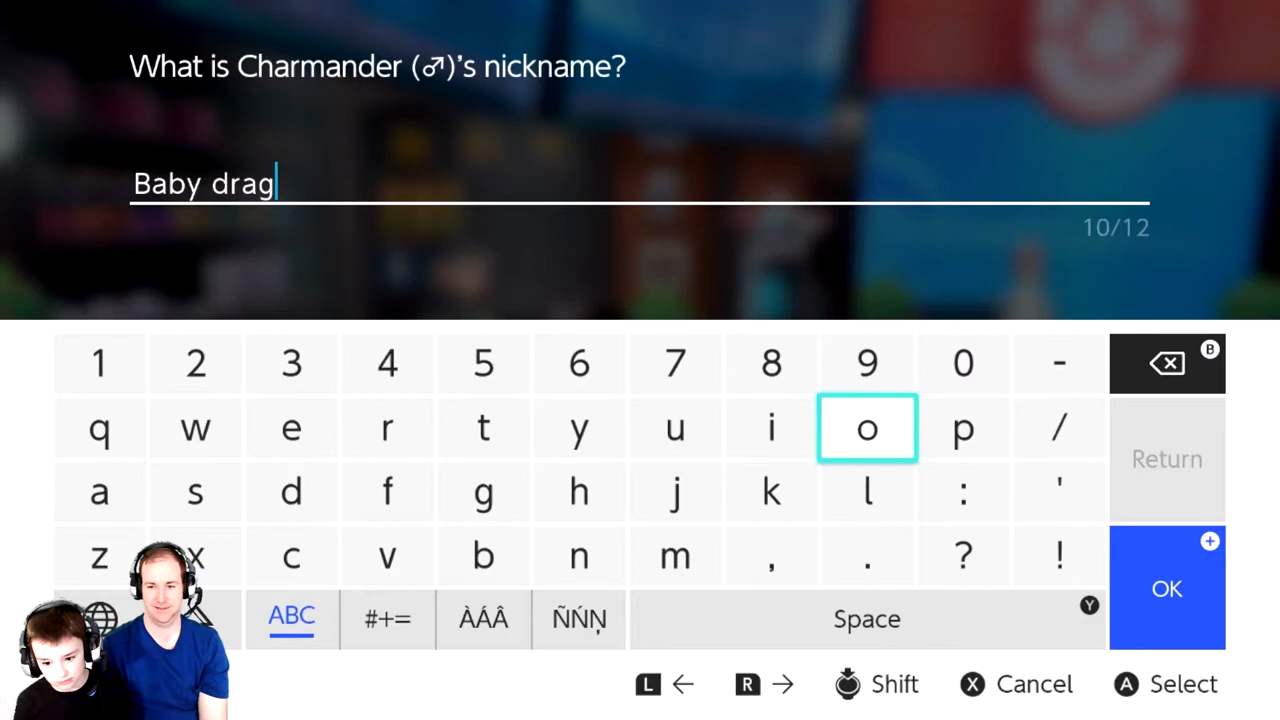 What is Charmander (♂)'s nickname?
Baby drag
10/12
1 2 3 4 5 6 7 8 9 0 - B
q w e r t y u i o p /
Return
a s d f g h j k l : '
z x c v b n m , . ? ! +
OK
ABC #+= ÀÁÂ ÑŃŅ Space Y
L ← R → Shift X Cancel A Select